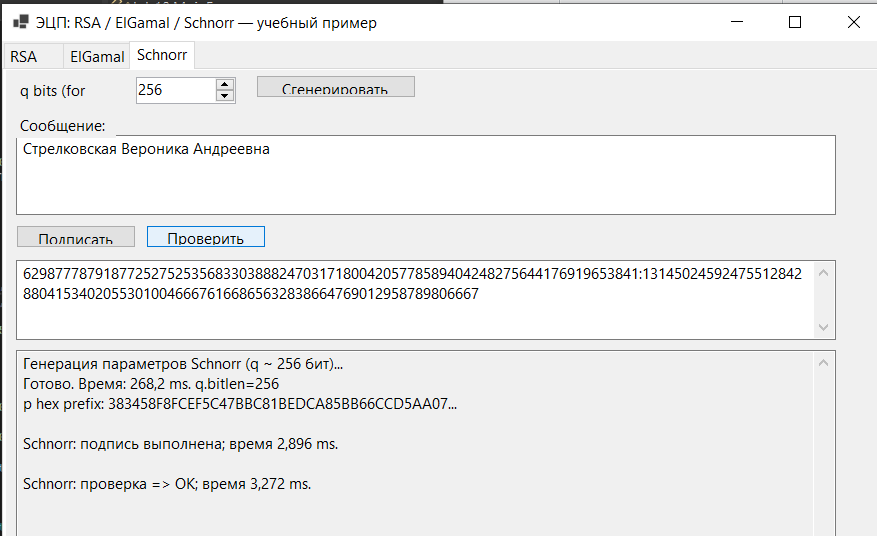 ЭЦП: RSA / ElGamal / Schnorr — учебный пример
RSA ElGamal Schnorr
q bits (for 256 Сгенерировать
Сообщение:
Стрелковская Вероника Андреевна
Подписать Проверить
62987778791877252752535683303888247031718004205778589404248275644176919653841:13145024592475512842
88041534020553010046667616686563283866476901295878980​6667
Генерация параметров Schnorr (q ~ 256 бит)...
Готово. Время: 268,2 ms. q.bitlen=256
p hex prefix: 383458F8FCEF5C47BBC81BEDCA85BB66CCD5AA07...
Schnorr: подпись выполнена; время 2,896 ms.
Schnorr: проверка => OK; время 3,272 ms.